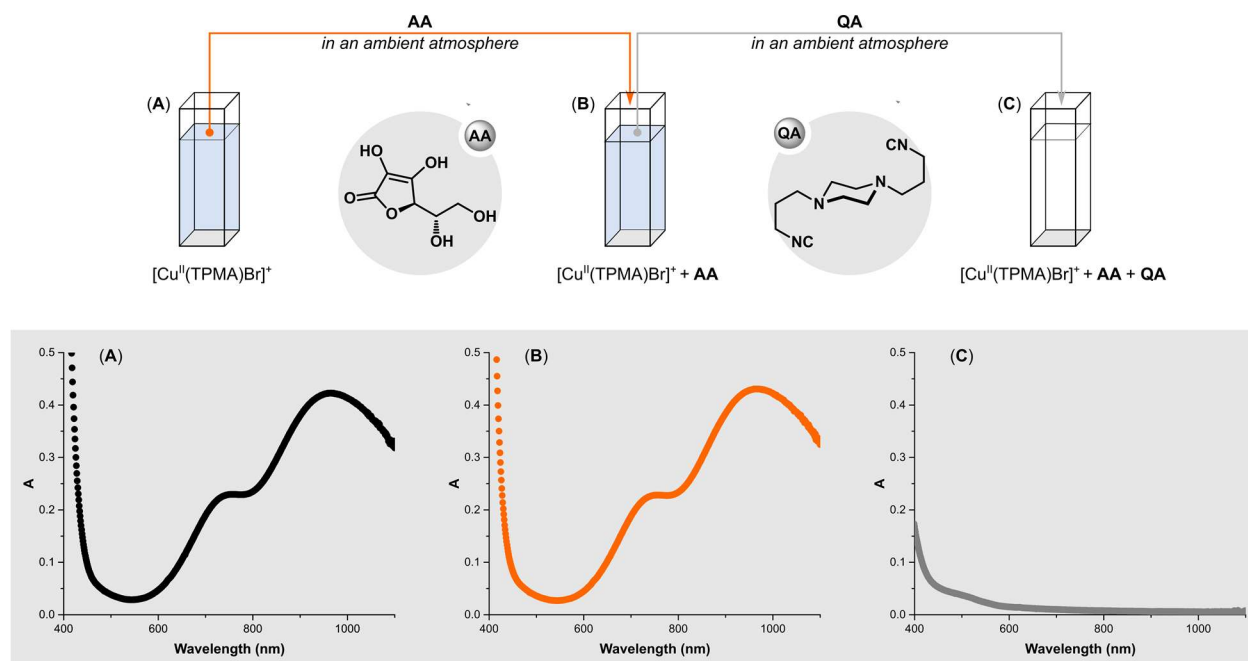 AA
in an ambient atmosphere
QA
in an ambient atmosphere
(A)
(B)
(C)
AA
HO
OH
O
O
OH
OH
QA
CN
N
N
NC
[Cu^II(TPMA)Br]^+
[Cu^II(TPMA)Br]^+ + AA
[Cu^II(TPMA)Br]^+ + AA + QA
(A)
0.5
0.4
0.3
0.2
0.1
0.0
A
400 600 800 1000
Wavelength (nm)
(B)
0.5
0.4
0.3
0.2
0.1
0.0
A
400 600 800 1000
Wavelength (nm)
(C)
0.5
0.4
0.3
0.2
0.1
0.0
A
400 600 800 1000
Wavelength (nm)